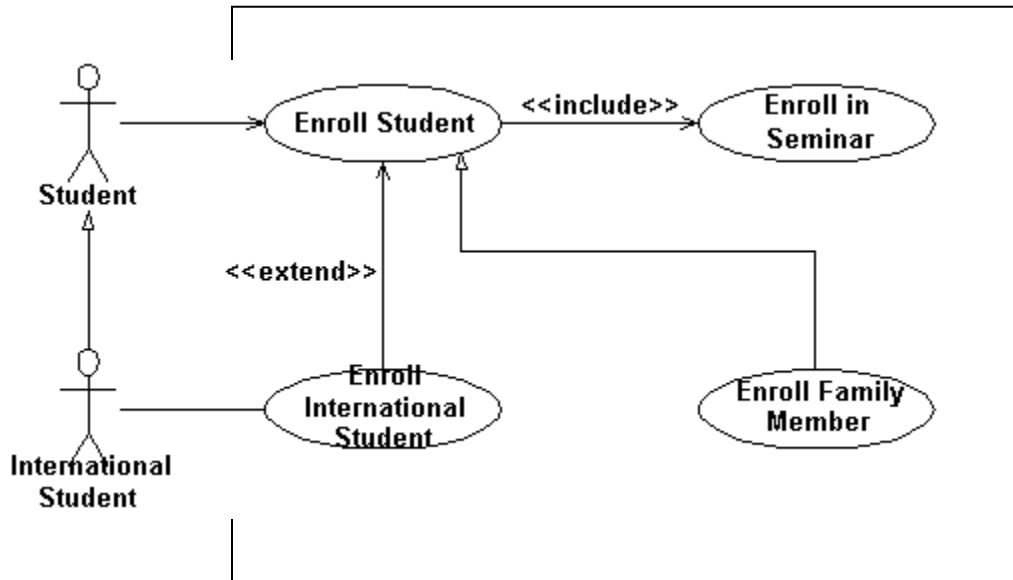 Enroll Student
<<include>>
Enroll in
Seminar
Student
<<extend>>
Enroll
International
Student
Enroll Family
Member
International
Student